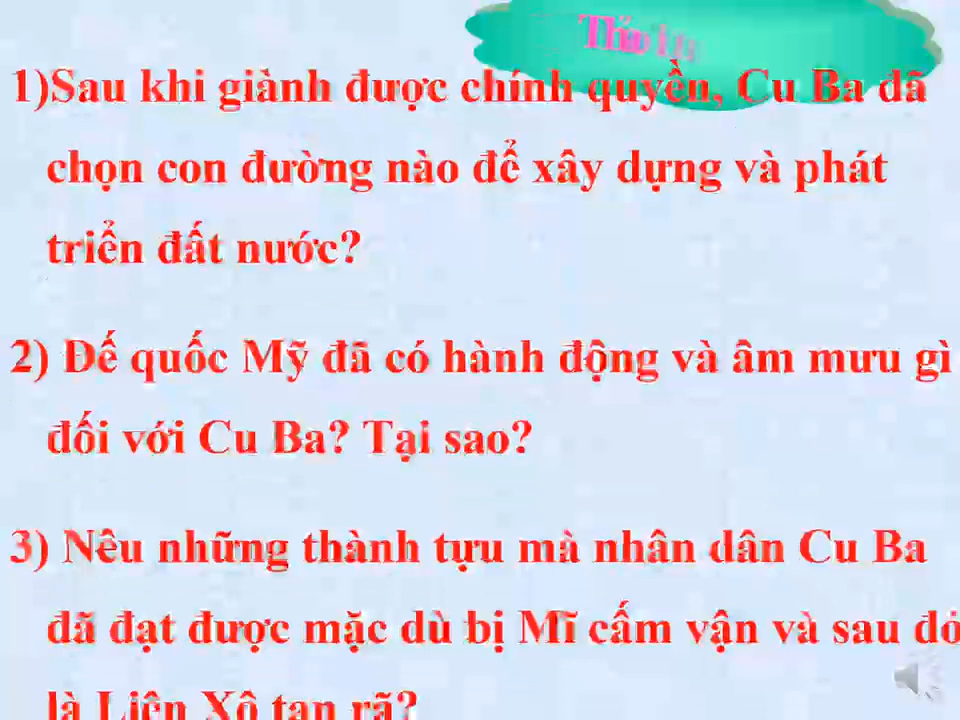 Thảo
1)Sau khi giành được chính quyền, Cu Ba đã
chọn con đường nào để xây dựng và phát
triển đất nước?
2) Đế quốc Mỹ đã có hành động và âm mưu gì
đối với Cu Ba? Tại sao?
3) Nêu những thành tựu mà nhân dân Cu Ba
đã đạt được mặc dù bị Mĩ cấm vận và sau đó
là Liên Xô tan rã?